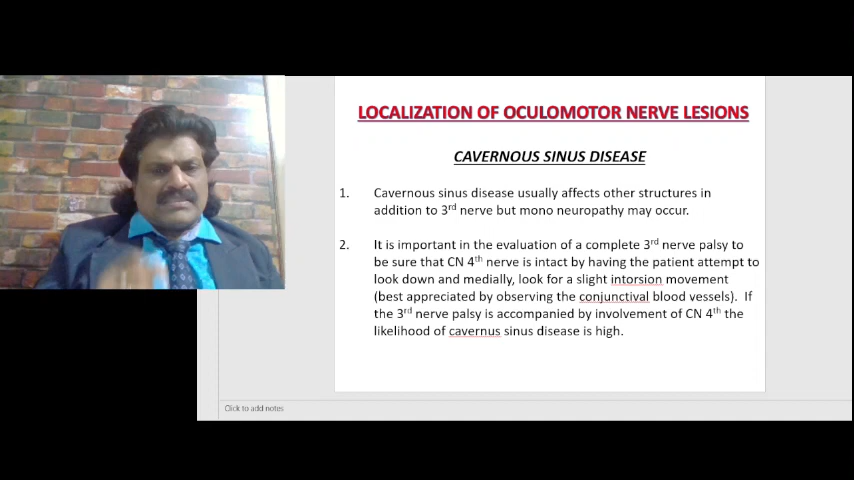 LOCALIZATION OF OCULOMOTOR NERVE LESIONS
CAVERNOUS SINUS DISEASE
1. Cavernous sinus disease usually affects other structures in
addition to 3rd nerve but mono neuropathy may occur.
2. It is important in the evaluation of a complete 3rd nerve palsy to
be sure that CN 4th nerve is intact by having the patient attempt to
look down and medially, look for a slight intorsion movement
(best appreciated by observing the conjunctival blood vessels). If
the 3rd nerve palsy is accompanied by involvement of CN 4th the
likelihood of cavernus sinus disease is high.
Click to add notes